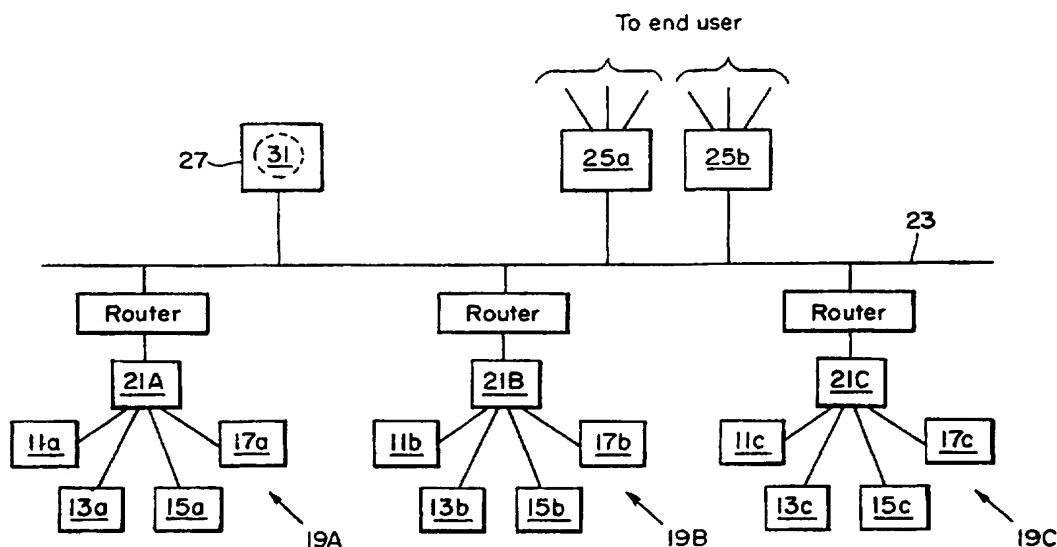 To end user
27
31
25a
25b
23
Router
Router
Router
21A
21B
21C
11a
17a
11b
17b
11c
17c
13a
15a
13b
15b
13c
15c
19A
19B
19C